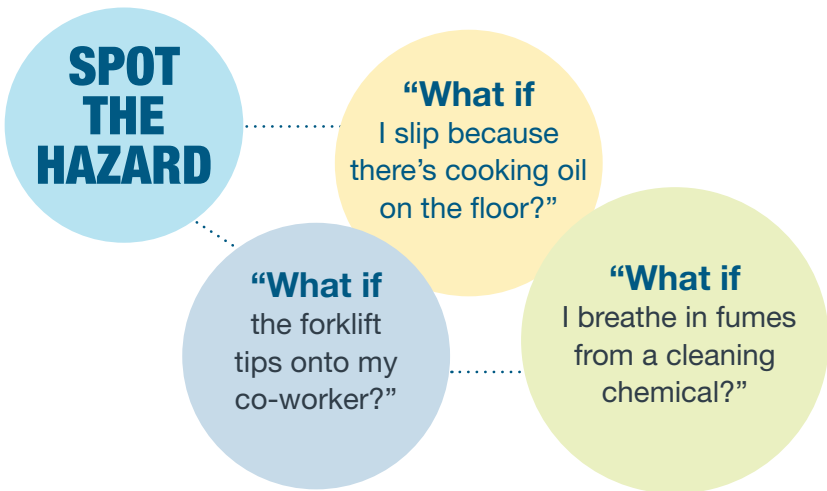 SPOT
THE
HAZARD
“What if
I slip because
there’s cooking oil
on the floor?”
“What if
the forklift
tips onto my
co-worker?”
“What if
I breathe in fumes
from a cleaning
chemical?”